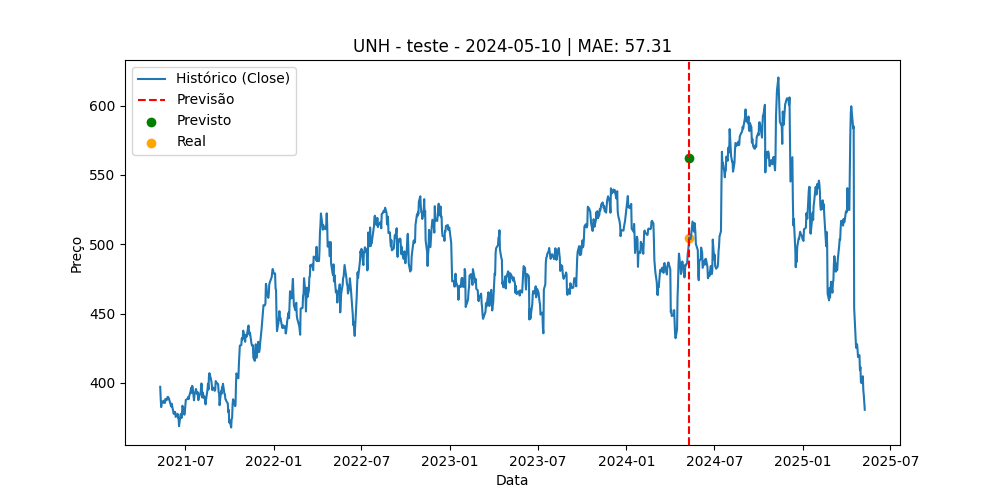 UNH - teste - 2024-05-10 | MAE: 57.31
Histórico (Close)
Previsão
Previsto
Real
600
550
500
450
400
Preço
2021-07 2022-01 2022-07 2023-01 2023-07 2024-01 2024-07 2025-01 2025-07
Data